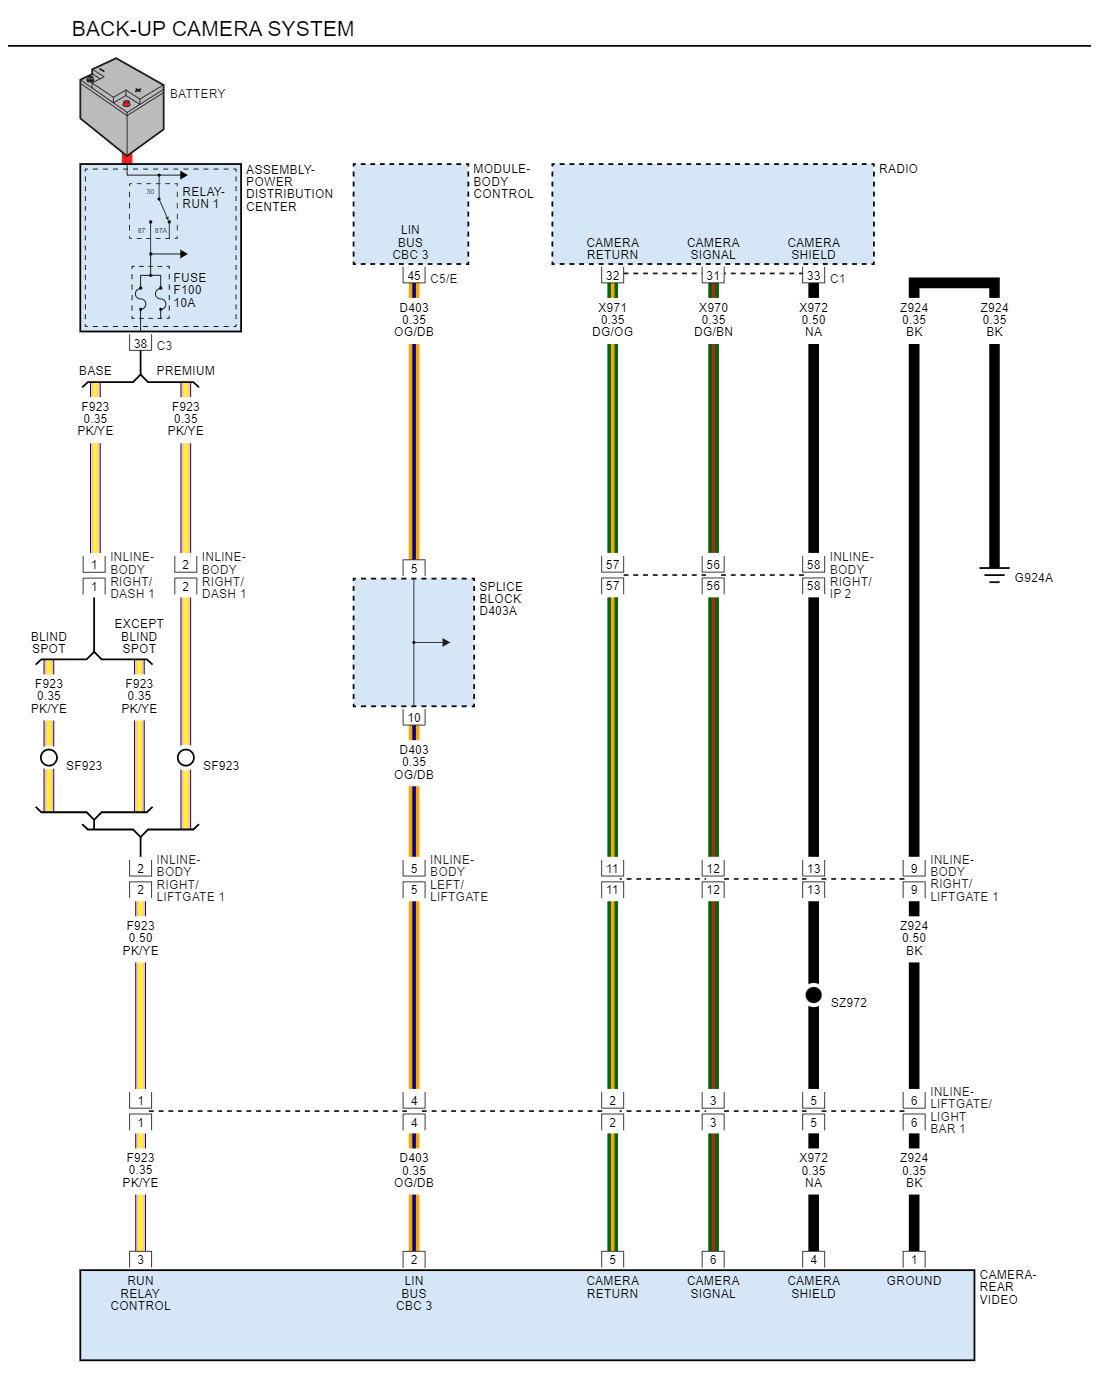 BACK-UP CAMERA SYSTEM
BATTERY
ASSEMBLY-
POWER
DISTRIBUTION
CENTER
30
RELAY-
RUN 1
87
87A
FUSE
F100
10A
38
C3
MODULE-
BODY
CONTROL
LIN
BUS
CBC 3
45
C5/E
RADIO
CAMERA
RETURN
CAMERA
SIGNAL
CAMERA
SHIELD
32
31
33
C1
BASE
PREMIUM
F923
0.35
PK/YE
F923
0.35
PK/YE
D403
0.35
OG/DB
X971
0.35
DG/OG
X970
0.35
DG/BN
X972
0.50
NA
Z924
0.35
BK
Z924
0.35
BK
G924A
1
1
INLINE-
BODY
RIGHT/
DASH 1
2
2
INLINE-
BODY
RIGHT/
DASH 1
5
SPLICE
BLOCK
D403A
10
57
56
58
57
56
58
INLINE-
BODY
RIGHT/
IP 2
BLIND
SPOT
EXCEPT
BLIND
SPOT
F923
0.35
PK/YE
F923
0.35
PK/YE
SF923
SF923
D403
0.35
OG/DB
2
2
INLINE-
BODY
RIGHT/
LIFTGATE 1
5
5
INLINE-
BODY
LEFT/
LIFTGATE
11
12
13
9
11
12
13
9
INLINE-
BODY
RIGHT/
LIFTGATE 1
F923
0.50
PK/YE
Z924
0.50
BK
SZ972
1
4
2
3
5
6
1
4
2
3
5
6
INLINE-
LIFTGATE/
LIGHT
BAR 1
F923
0.35
PK/YE
D403
0.35
OG/DB
X972
0.35
NA
Z924
0.35
BK
3
2
5
6
4
1
RUN
RELAY
CONTROL
LIN
BUS
CBC 3
CAMERA
RETURN
CAMERA
SIGNAL
CAMERA
SHIELD
GROUND
CAMERA-
REAR
VIDEO